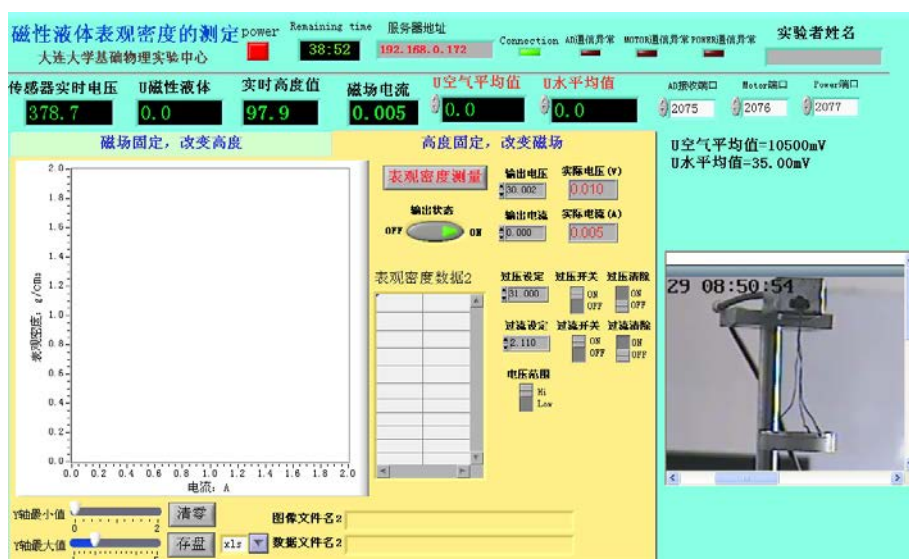 磁性液体表观密度的测定
大连大学基础物理实验中心
power
Remaining time
38:52
服务器地址
192.168.0.172
Connection AD通信异常 MOTOR通信异常 POWER通信异常
实验者姓名
传感器实时电压 U磁性液体 实时高度值 磁场电流 U空气平均值 U水平均值
378.7 0.0 97.9 0.005 0.0 0.0
AD接收端口 Motor端口 Power端口
2075 2076 2077
磁场固定，改变高度
高度固定，改变磁场
U空气平均值=10500mV
U水平均值=35.00mV
表观密度：g/cm3
2.0
1.8
1.6
1.4
1.2
1.0
0.8
0.6
0.4
0.2
0.0
0.0 0.2 0.4 0.6 0.8 1.0 1.2 1.4 1.6 1.8 2.0
电流：A
表观密度测量
输出电压 实际电压(V)
30.002 0.010
输出状态
OFF ON
输出电流 实际电流(A)
0.000 0.005
表观密度数据2
过压设定 过压开关 过压清除
31.000 ON OFF ON OFF
过流设定 过流开关 过流清除
2.110 ON OFF ON OFF
电压范围
Hi
Low
29 08:50:54
Y轴最小值
0 2
清零
图像文件名2
Y轴最大值
存盘
xls
数据文件名2